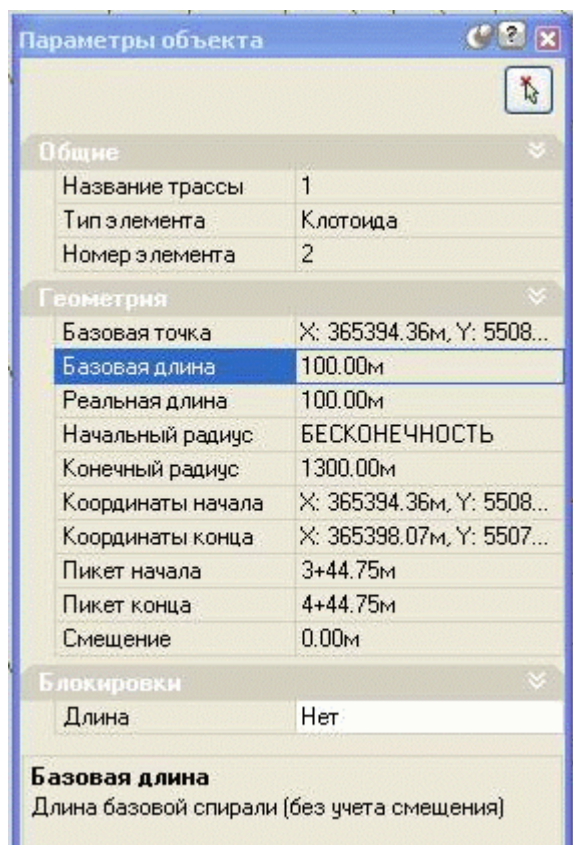 Параметры объекта
Общие
Название трассы 1
Тип элемента Клотоида
Номер элемента 2
Геометрия
Базовая точка X: 365394.36м, Y: 5508...
Базовая длина 100.00м
Реальная длина 100.00м
Начальный радиус БЕСКОНЕЧНОСТЬ
Конечный радиус 1300.00м
Координаты начала X: 365394.36м, Y: 5508...
Координаты конца X: 365398.07м, Y: 5507...
Пикет начала 3+44.75м
Пикет конца 4+44.75м
Смещение 0.00м
Блокировки
Длина Нет
Базовая длина
Длина базовой спирали (без учета смещения)